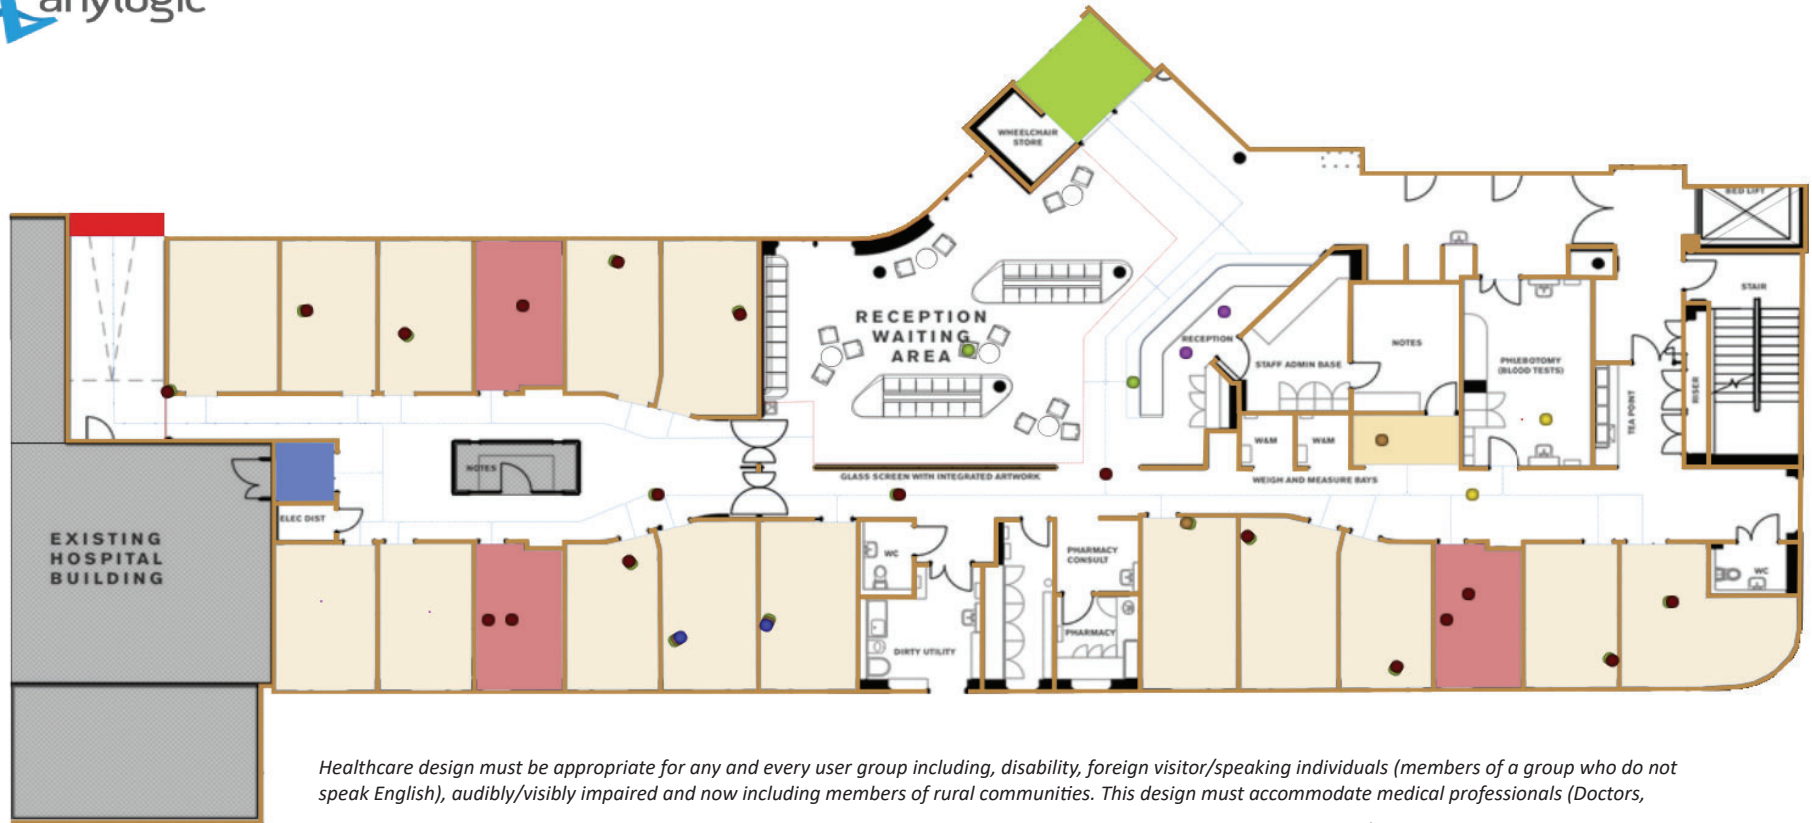 anylogic
WHEELCHAIR
STORE
BED LIFT
STAIR
RECEPTION
WAITING
AREA
RECEPTION
STAFF ADMIN BASE
NOTES
PHLEBOTOMY
(BLOOD TESTS)
TEA POINT
RISER
W&M
W&M
NOTES
GLASS SCREEN WITH INTEGRATED ARTWORK
WEIGH AND MEASURE BAYS
ELEC DIST
EXISTING
HOSPITAL
BUILDING
WC
PHARMACY
CONSULT
WC
PHARMACY
DIRTY UTILITY
Healthcare design must be appropriate for any and every user group including, disability, foreign visitor/speaking individuals (members of a group who do not
speak English), audibly/visibly impaired and now including members of rural communities. This design must accommodate medical professionals (Doctors,